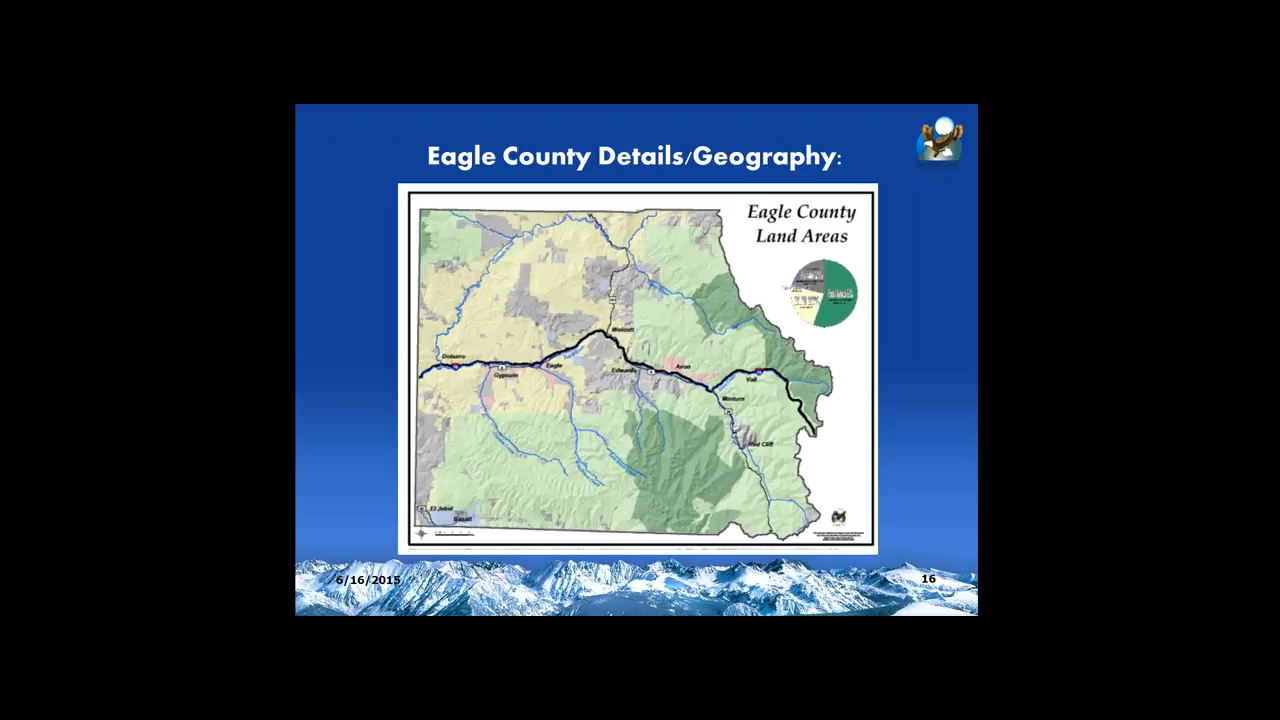 Eagle County Details/Geography:
Eagle County
Land Areas
Wolcott
Dotsero
Gypsum
Eagle
Edwards
Avon
Vail
Minturn
Red Cliff
El Jebel
Basalt
6/16/2015
16